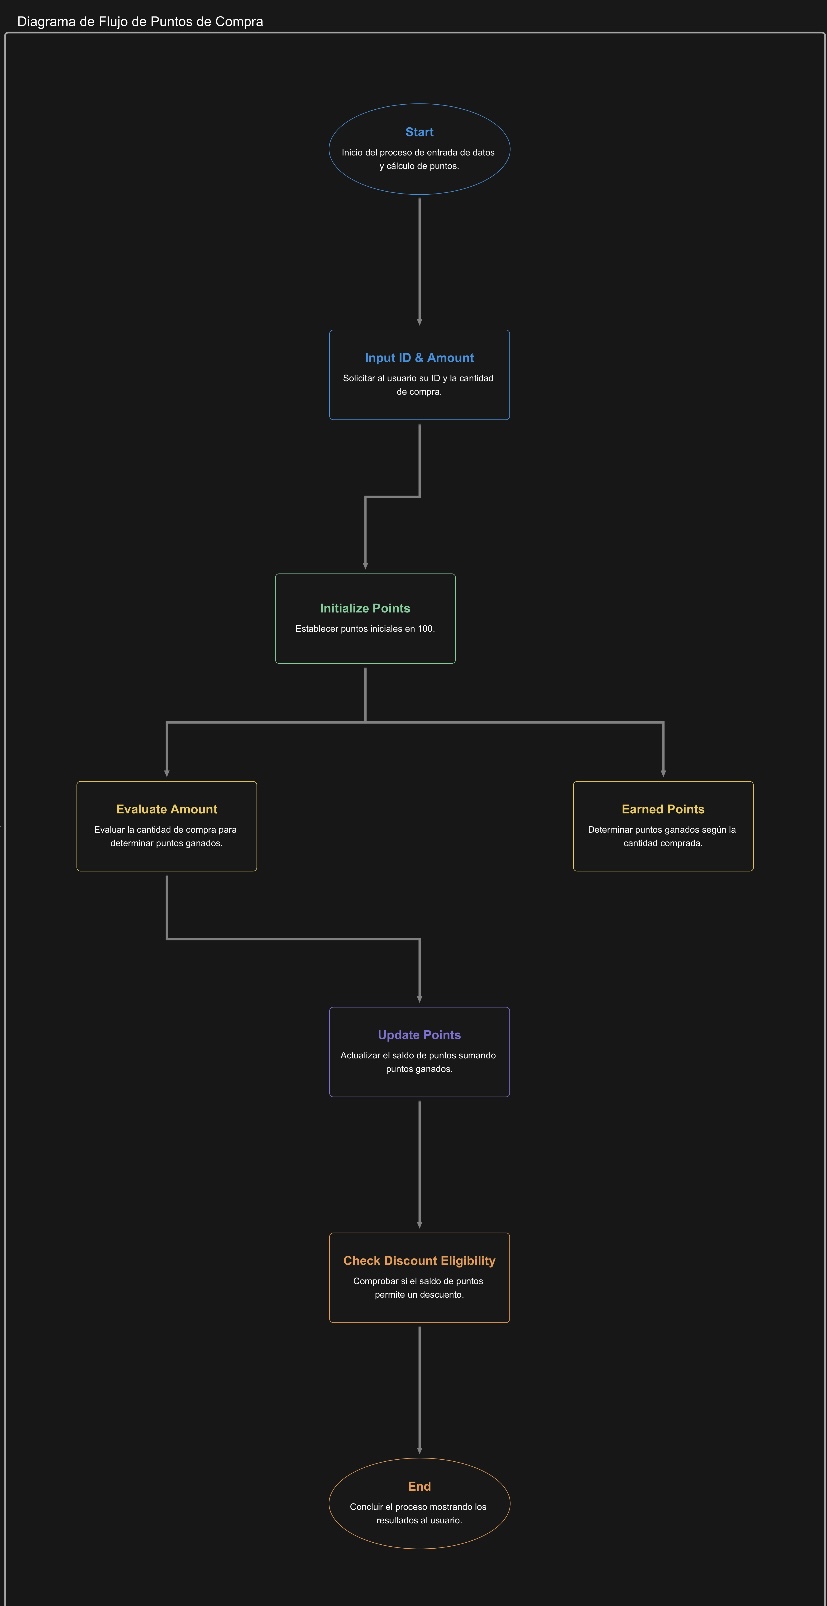 Diagrama de Flujo de Puntos de Compra
Start
Inicio del proceso de entrada de datos
y cálculo de puntos.
Input ID & Amount
Solicitar al usuario su ID y la cantidad
de compra.
Initialize Points
Establecer puntos iniciales en 100.
Evaluate Amount
Evaluar la cantidad de compra para
determinar puntos ganados.
Earned Points
Determinar puntos ganados según la
cantidad comprada.
Update Points
Actualizar el saldo de puntos sumando
puntos ganados.
Check Discount Eligibility
Comprobar si el saldo de puntos
permite un descuento.
End
Concluir el proceso mostrando los
resultados al usuario.